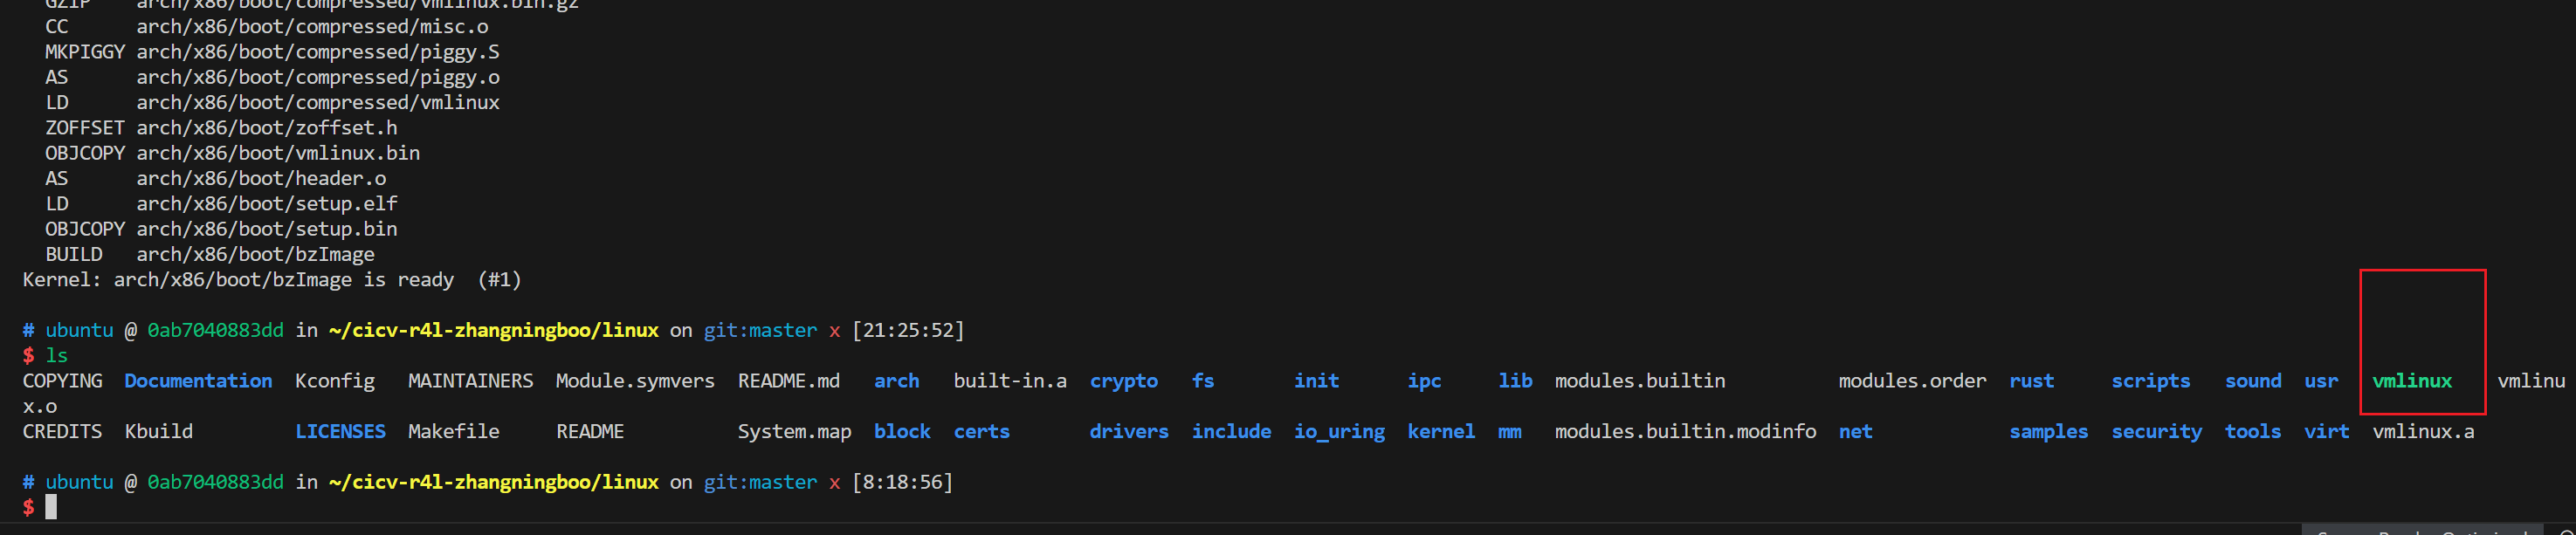 GZIP    arch/x86/boot/compressed/vmlinux.bin.gz
CC      arch/x86/boot/compressed/misc.o
MKPIGGY arch/x86/boot/compressed/piggy.S
AS      arch/x86/boot/compressed/piggy.o
LD      arch/x86/boot/compressed/vmlinux
ZOFFSET arch/x86/boot/zoffset.h
OBJCOPY arch/x86/boot/vmlinux.bin
AS      arch/x86/boot/header.o
LD      arch/x86/boot/setup.elf
OBJCOPY arch/x86/boot/setup.bin
BUILD   arch/x86/boot/bzImage
Kernel: arch/x86/boot/bzImage is ready  (#1)
# ubuntu @ 0ab7040883dd in ~/cicv-r4l-zhangningboo/linux on git:master x [21:25:52]
$ ls
COPYING  Documentation  Kconfig   MAINTAINERS  Module.symvers  README.md   arch   built-in.a  crypto   fs       init      ipc     lib  modules.builtin          modules.order  rust     scripts   sound  usr   vmlinux    vmlinu
x.o
CREDITS  Kbuild         LICENSES  Makefile     README          System.map  block  certs       drivers  include  io_uring  kernel  mm   modules.builtin.modinfo  net            samples  security  tools  virt  vmlinux.a
# ubuntu @ 0ab7040883dd in ~/cicv-r4l-zhangningboo/linux on git:master x [8:18:56]
$